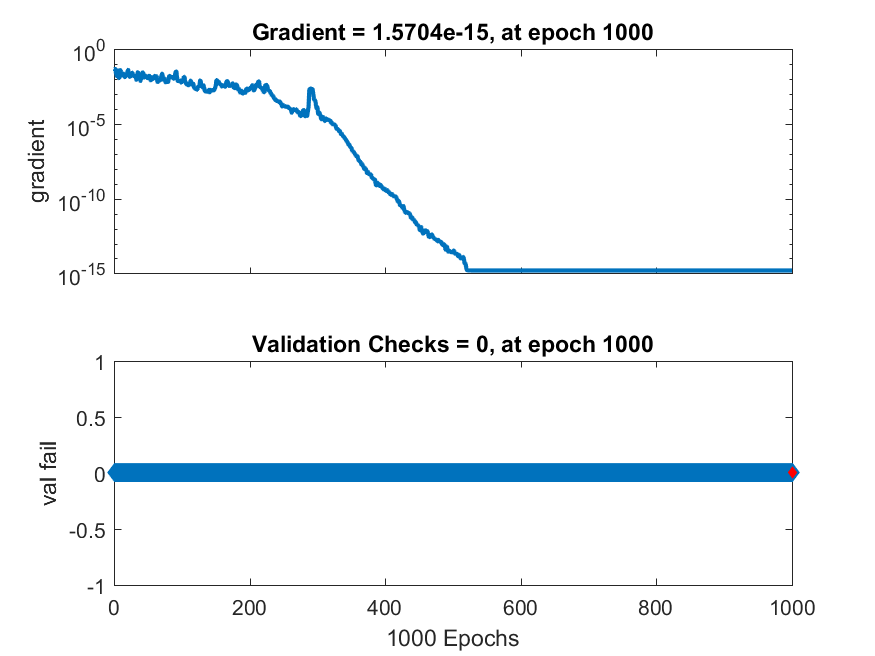 Gradient = 1.5704e-15, at epoch 1000
10^0
10^-5
10^-10
10^-15
gradient
Validation Checks = 0, at epoch 1000
1
0.5
0
-0.5
-1
val fail
0 200 400 600 800 1000
1000 Epochs